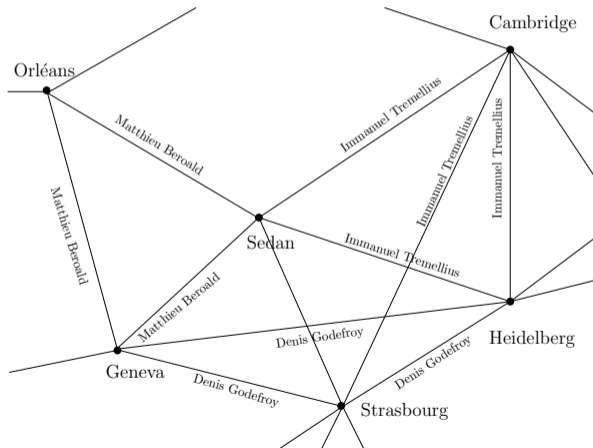 Cambridge
Orléans
Immanuel Tremellius
Matthieu Beroald
Immanuel Tremellius
Immanuel Tremellius
Matthieu Beroald
Sedan
Immanuel Tremellius
Matthieu Beroald
Denis Godefroy
Heidelberg
Geneva
Denis Godefroy
Denis Godefroy
Strasbourg